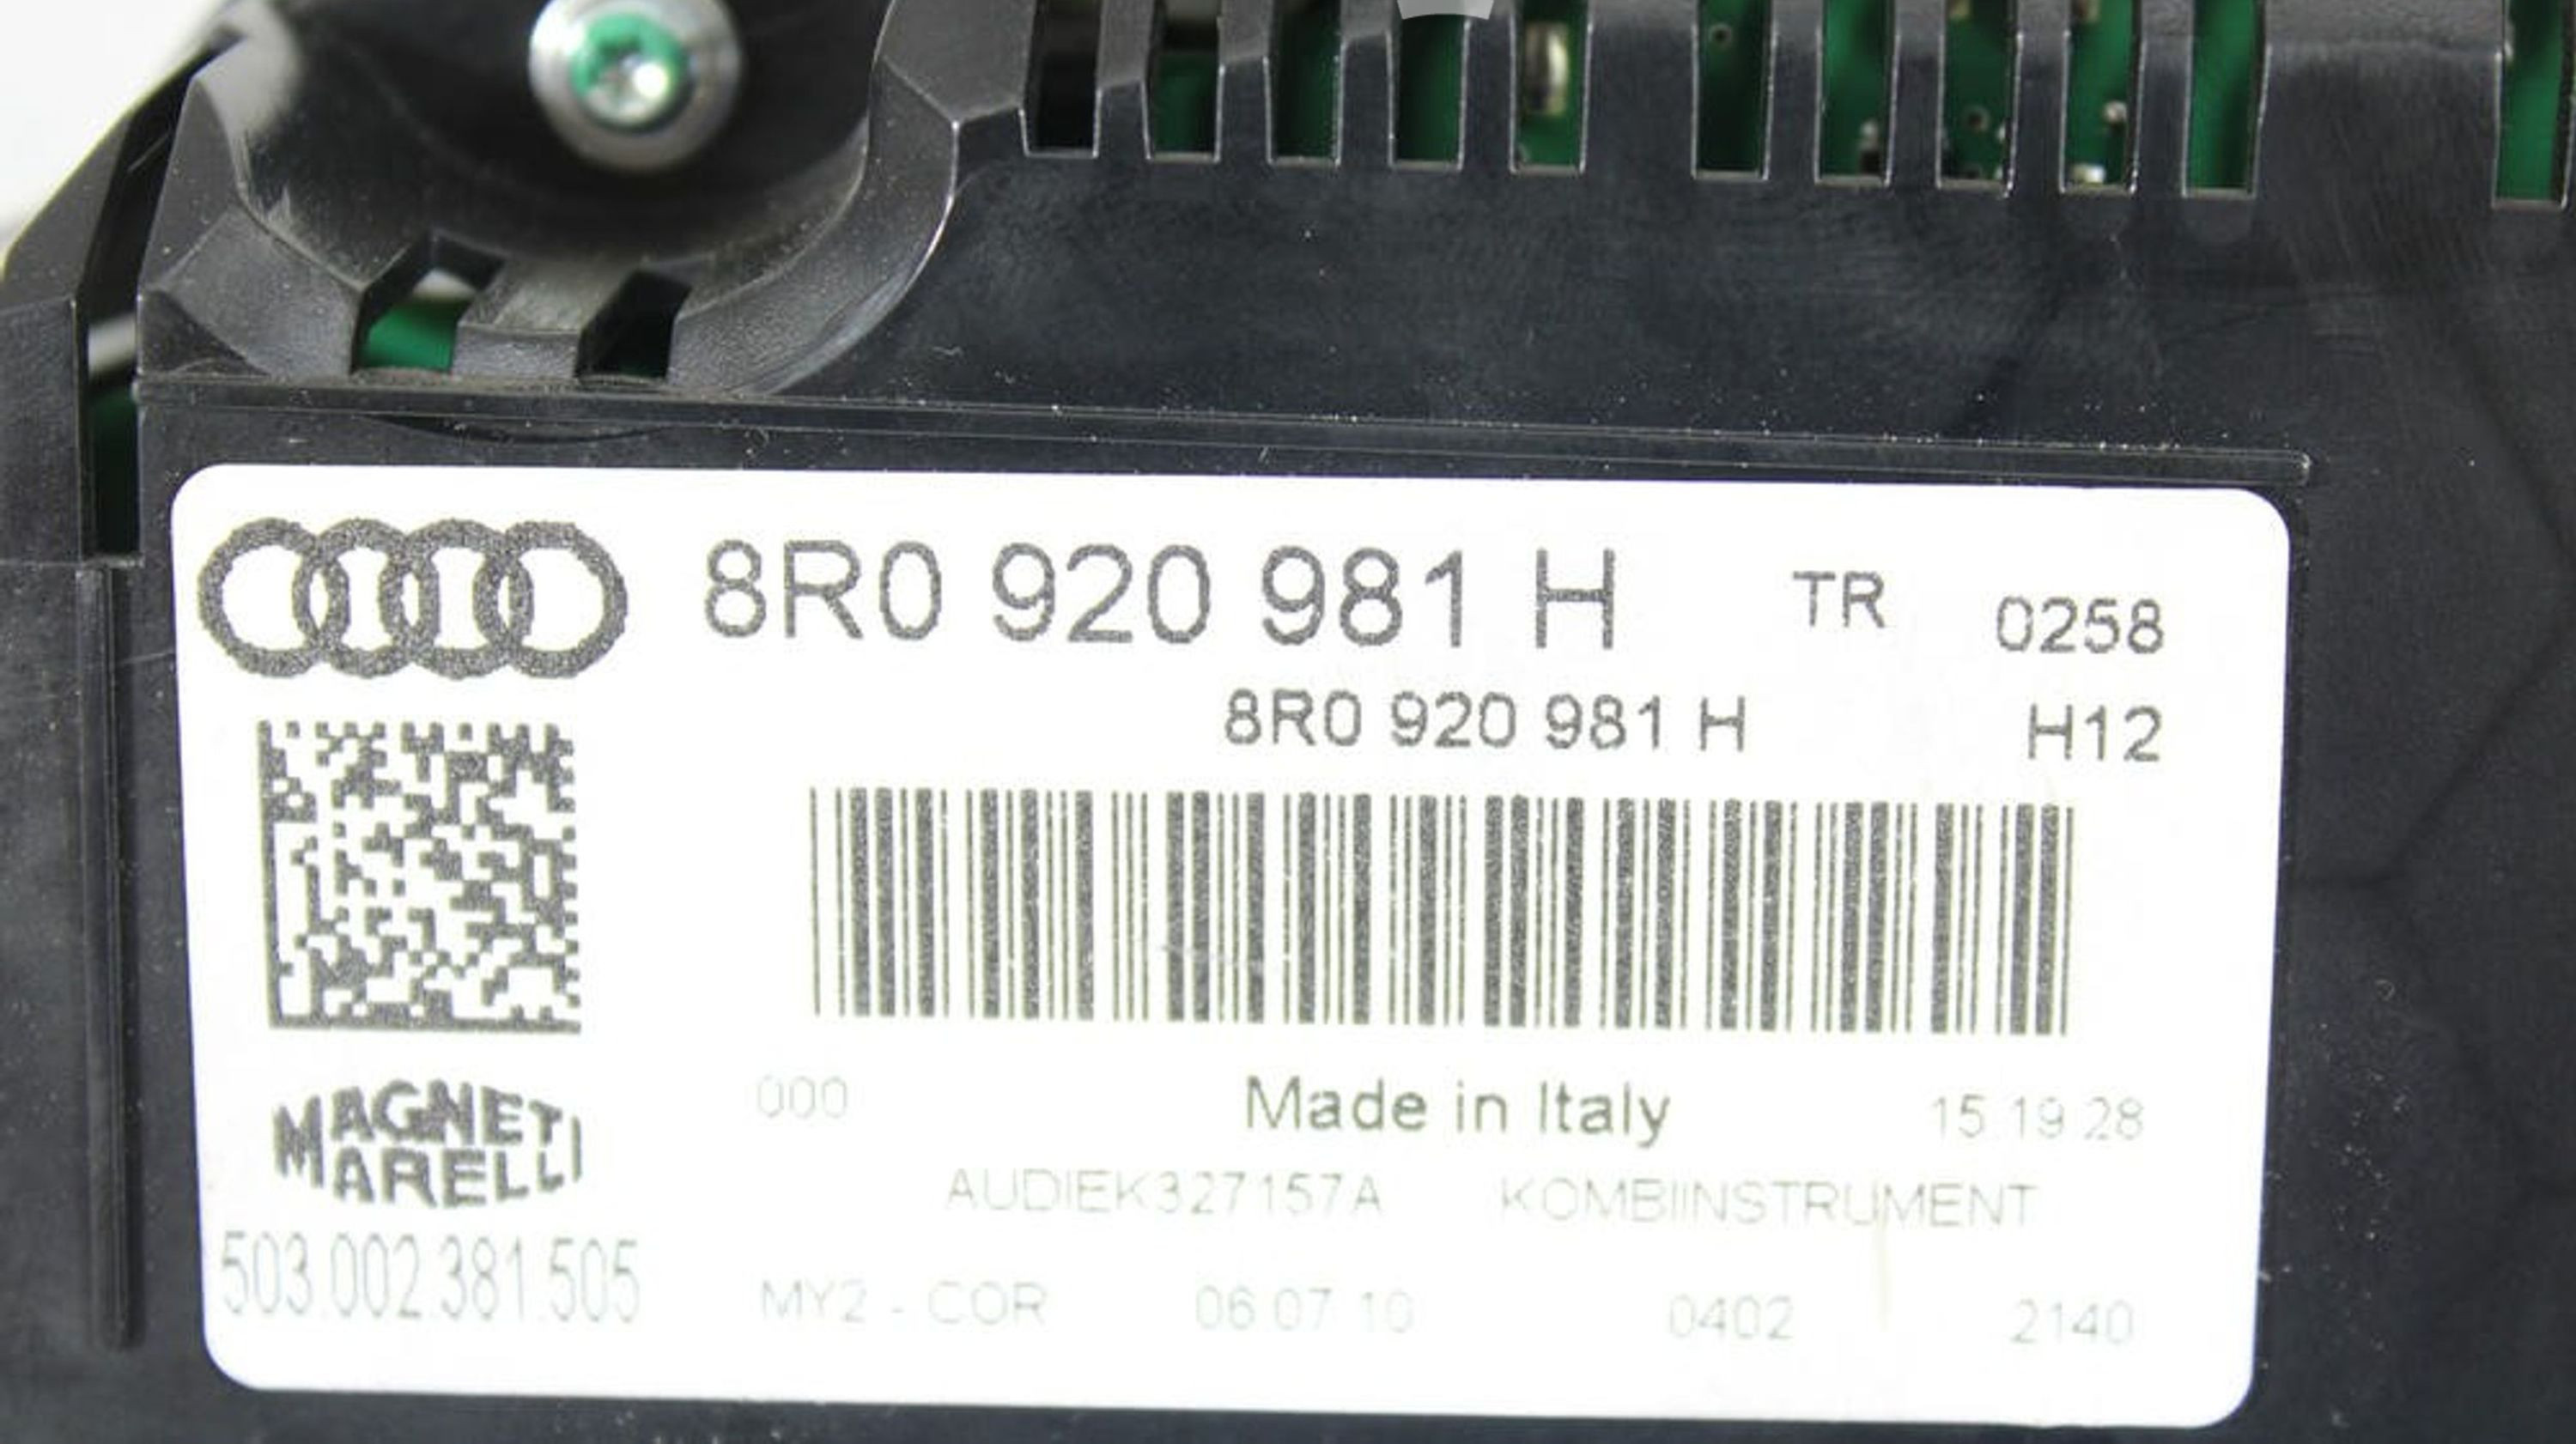 8R0 920 981 H TR 0258
8R0 920 981 H H12
000 Made in Italy 15 19 28
MAGNETI
MARELLI
AUDIEK327157A KOMBIINSTRUMENT
503.002.381.505
MY2 - COR 06 07 10 0402 2140